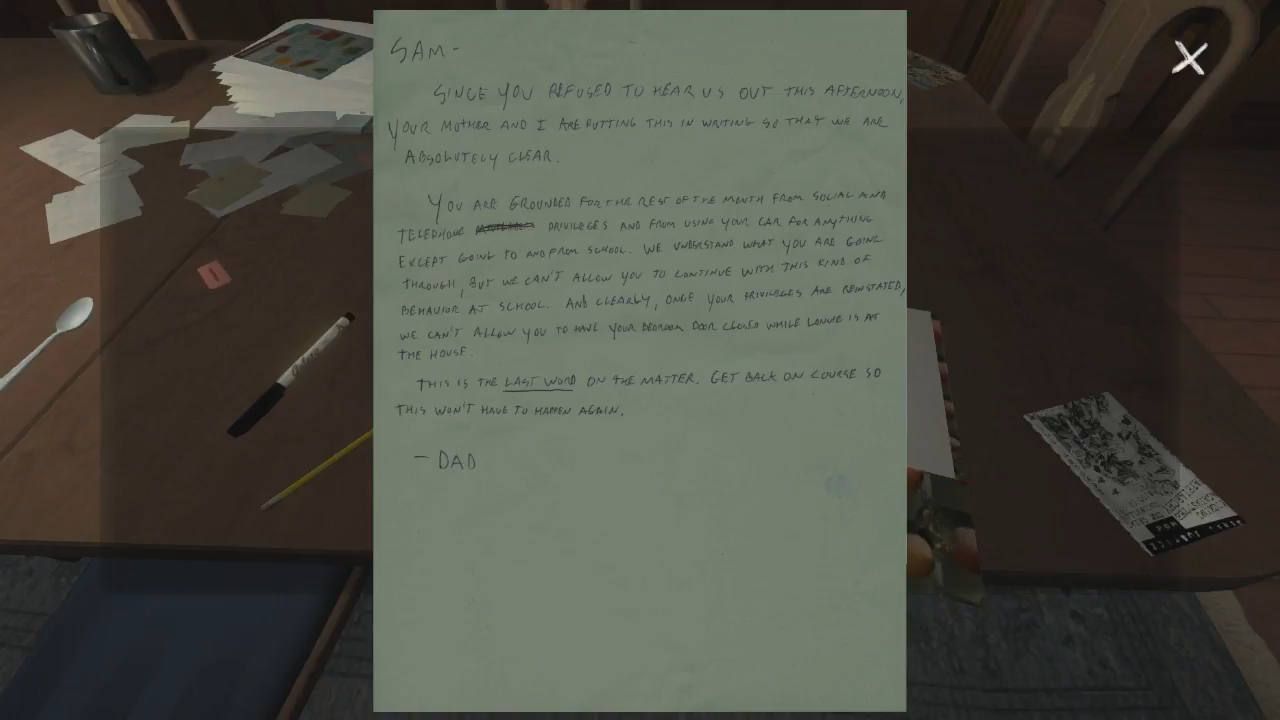 SAM-
SINCE YOU REFUSED TO HEAR US OUT THIS AFTERNOON,
YOUR MOTHER AND I ARE PUTTING THIS IN WRITING SO THAT WE ARE
ABSOLUTELY CLEAR.
YOU ARE GROUNDED FOR THE REST OF THE MONTH FROM SOCIAL AND
TELEPHONE PRIVILEGES AND FROM USING YOUR CAR FOR ANYTHING
EXCEPT GOING TO AND FROM SCHOOL. WE UNDERSTAND WHAT YOU ARE GOING
THROUGH, BUT WE CAN'T ALLOW YOU TO CONTINUE WITH THIS KIND OF
BEHAVIOR AT SCHOOL. AND CLEARLY, ONCE YOUR PRIVILEGES ARE REINSTATED,
WE CAN'T ALLOW YOU TO HAVE YOUR BEDROOM DOOR CLOSED WHILE LONNIE IS AT
THE HOUSE.
THIS IS THE LAST WORD ON THE MATTER. GET BACK ON COURSE SO
THIS WON'T HAVE TO HAPPEN AGAIN.
- DAD